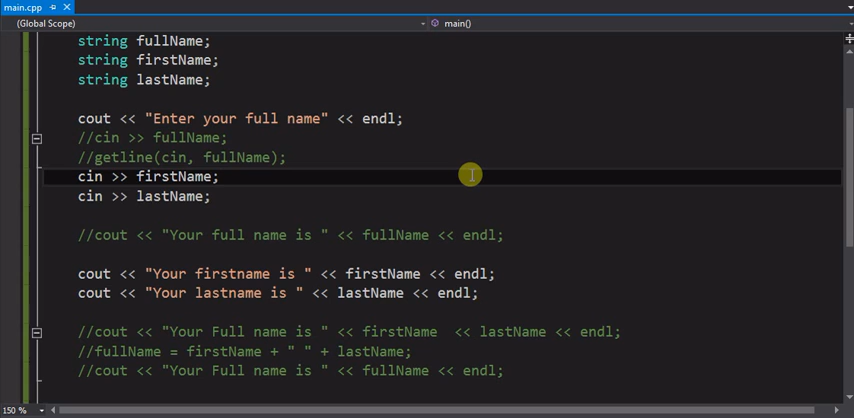 main.cpp
(Global Scope)
main()
string fullName;
string firstName;
string lastName;
cout << "Enter your full name" << endl;
//cin >> fullName;
//getline(cin, fullName);
cin >> firstName;
cin >> lastName;
//cout << "Your full name is " << fullName << endl;
cout << "Your firstname is " << firstName << endl;
cout << "Your lastname is " << lastName << endl;
//cout << "Your Full name is " << firstName  << lastName << endl;
//fullName = firstName + " " + lastName;
//cout << "Your Full name is " << fullName << endl;
150 %